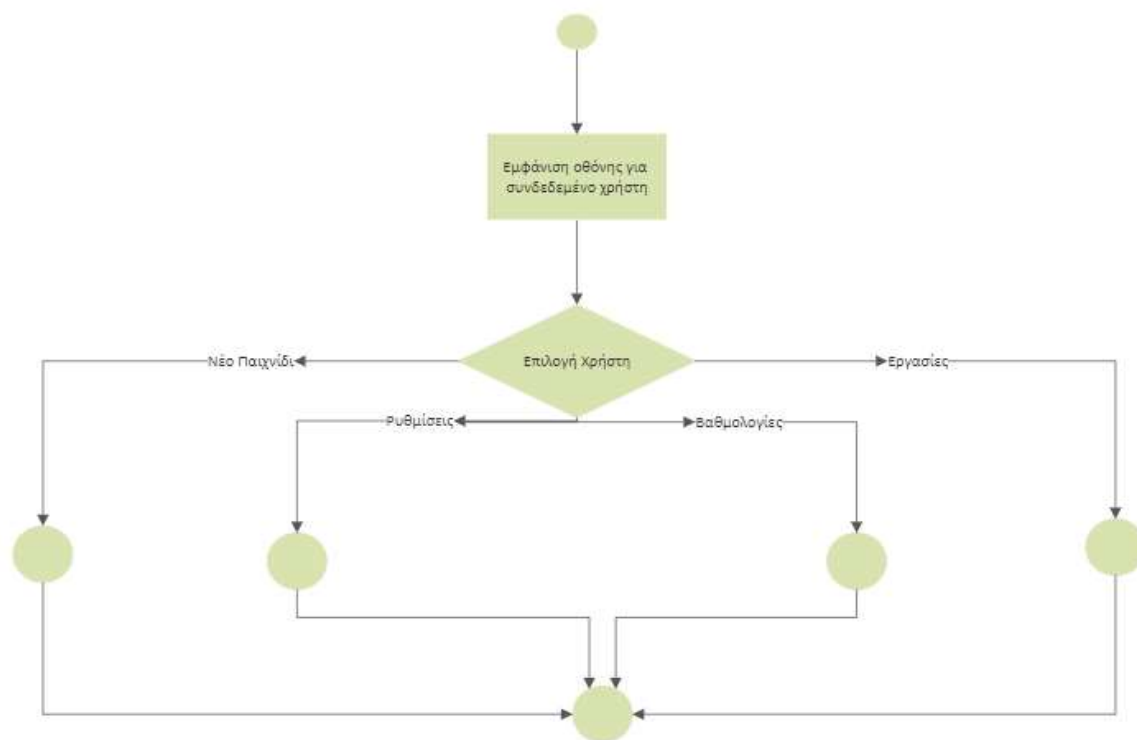 Εμφάνιση οθόνης για
συνδεδεμένο χρήστη
Νέο Παιχνίδι
Επιλογή Χρήστη
Εργασίες
Ρυθμίσεις
Βαθμολογίες